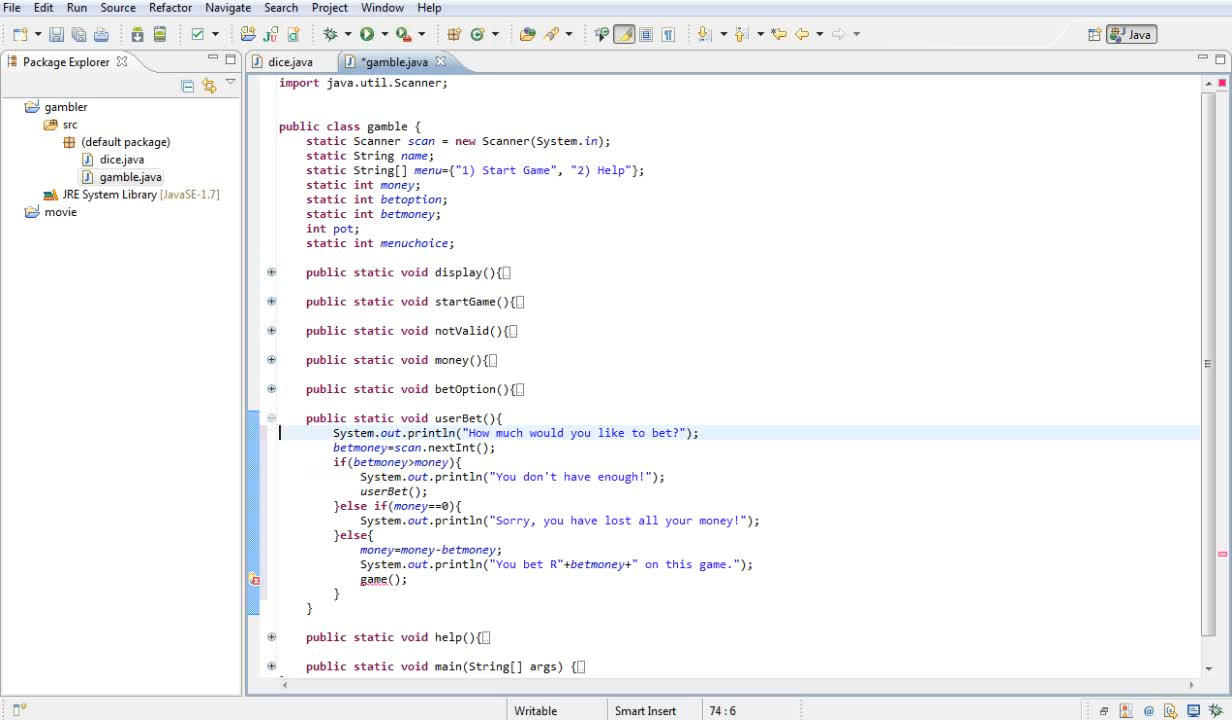 File Edit Run Source Refactor Navigate Search Project Window Help
Java
Package Explorer
dice.java
*gamble.java
gambler
src
(default package)
dice.java
gamble.java
JRE System Library [JavaSE-1.7]
movie
import java.util.Scanner;
public class gamble {
static Scanner scan = new Scanner(System.in);
static String name;
static String[] menu={"1) Start Game", "2) Help"};
static int money;
static int betoption;
static int betmoney;
int pot;
static int menuchoice;
public static void display(){
public static void startGame(){
public static void notValid(){
public static void money(){
public static void betOption(){
public static void userBet(){
System.out.println("How much would you like to bet?");
betmoney=scan.nextInt();
if(betmoney>money){
System.out.println("You don't have enough!");
userBet();
}else if(money==0){
System.out.println("Sorry, you have lost all your money!");
}else{
money=money-betmoney;
System.out.println("You bet R"+betmoney+" on this game.");
game();
}
}
public static void help(){
public static void main(String[] args) {
Writable
Smart Insert
74 : 6